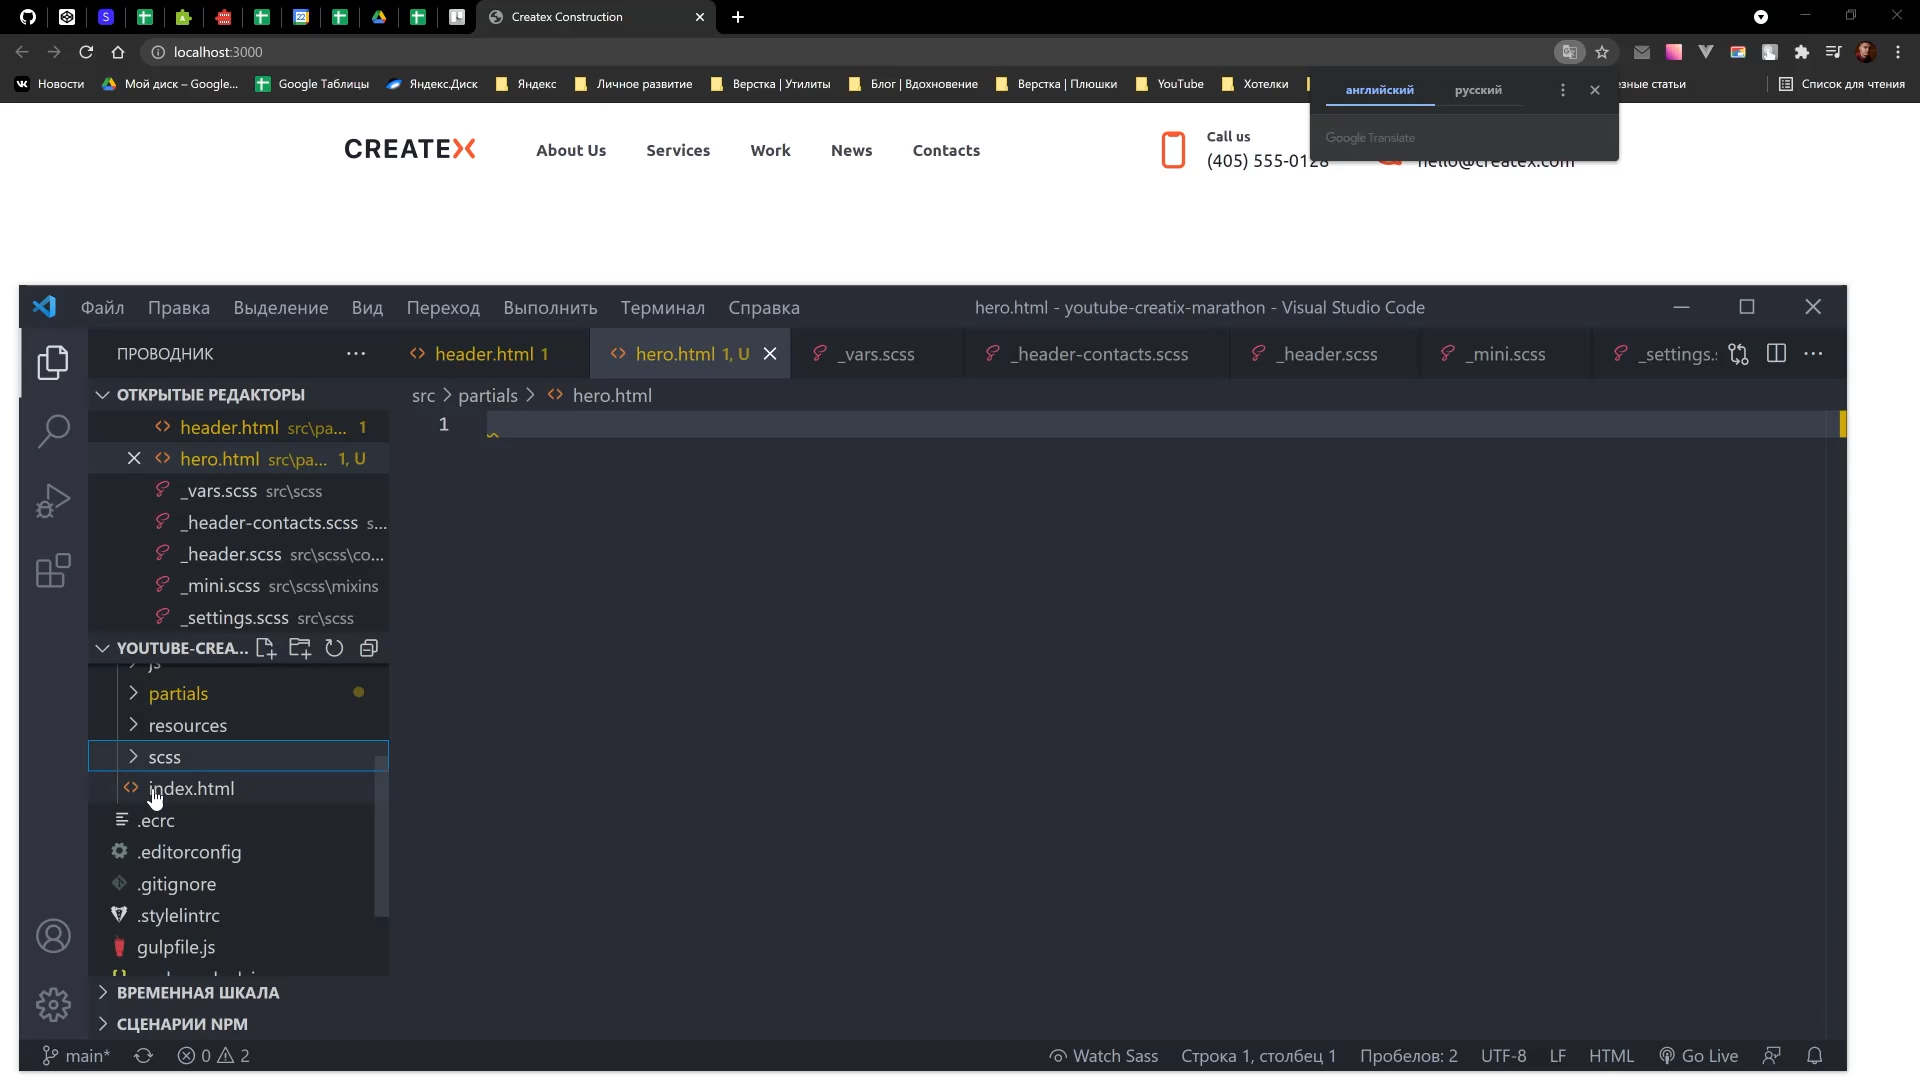 Createx Construction
localhost:3000
Новости
Мой диск – Google...
Google Таблицы
Яндекс.Диск
Яндекс
Личное развитие
Верстка | Утилиты
Блог | Вдохновение
Верстка | Плюшки
YouTube
Хотелки
езные статьи
Список для чтения
английский
русский
Google Translate
CREATEX
About Us
Services
Work
News
Contacts
Call us
(405) 555-0128
hello@createx.com
Файл Правка Выделение Вид Переход Выполнить Терминал Справка
hero.html - youtube-creatix-marathon - Visual Studio Code
ПРОВОДНИК
header.html 1
hero.html 1, U
_vars.scss
_header-contacts.scss
_header.scss
_mini.scss
_settings.
ОТКРЫТЫЕ РЕДАКТОРЫ
src > partials > hero.html
1
header.html src\pa... 1
hero.html src\pa... 1, U
_vars.scss src\scss
_header-contacts.scss s...
_header.scss src\scss\co...
_mini.scss src\scss\mixins
_settings.scss src\scss
YOUTUBE-CREA...
js
partials
resources
scss
index.html
.ecrc
.editorconfig
.gitignore
.stylelintrc
gulpfile.js
ВРЕМЕННАЯ ШКАЛА
СЦЕНАРИИ NPM
main* 0 2
Watch Sass Строка 1, столбец 1 Пробелов: 2 UTF-8 LF HTML Go Live